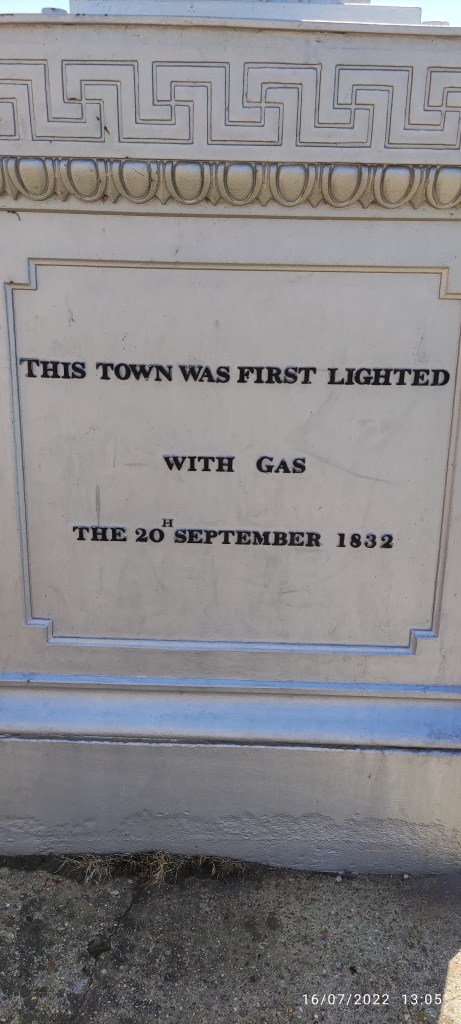 THIS TOWN WAS FIRST LIGHTED
WITH GAS
THE 20H SEPTEMBER 1832
16/07/2022 13:05